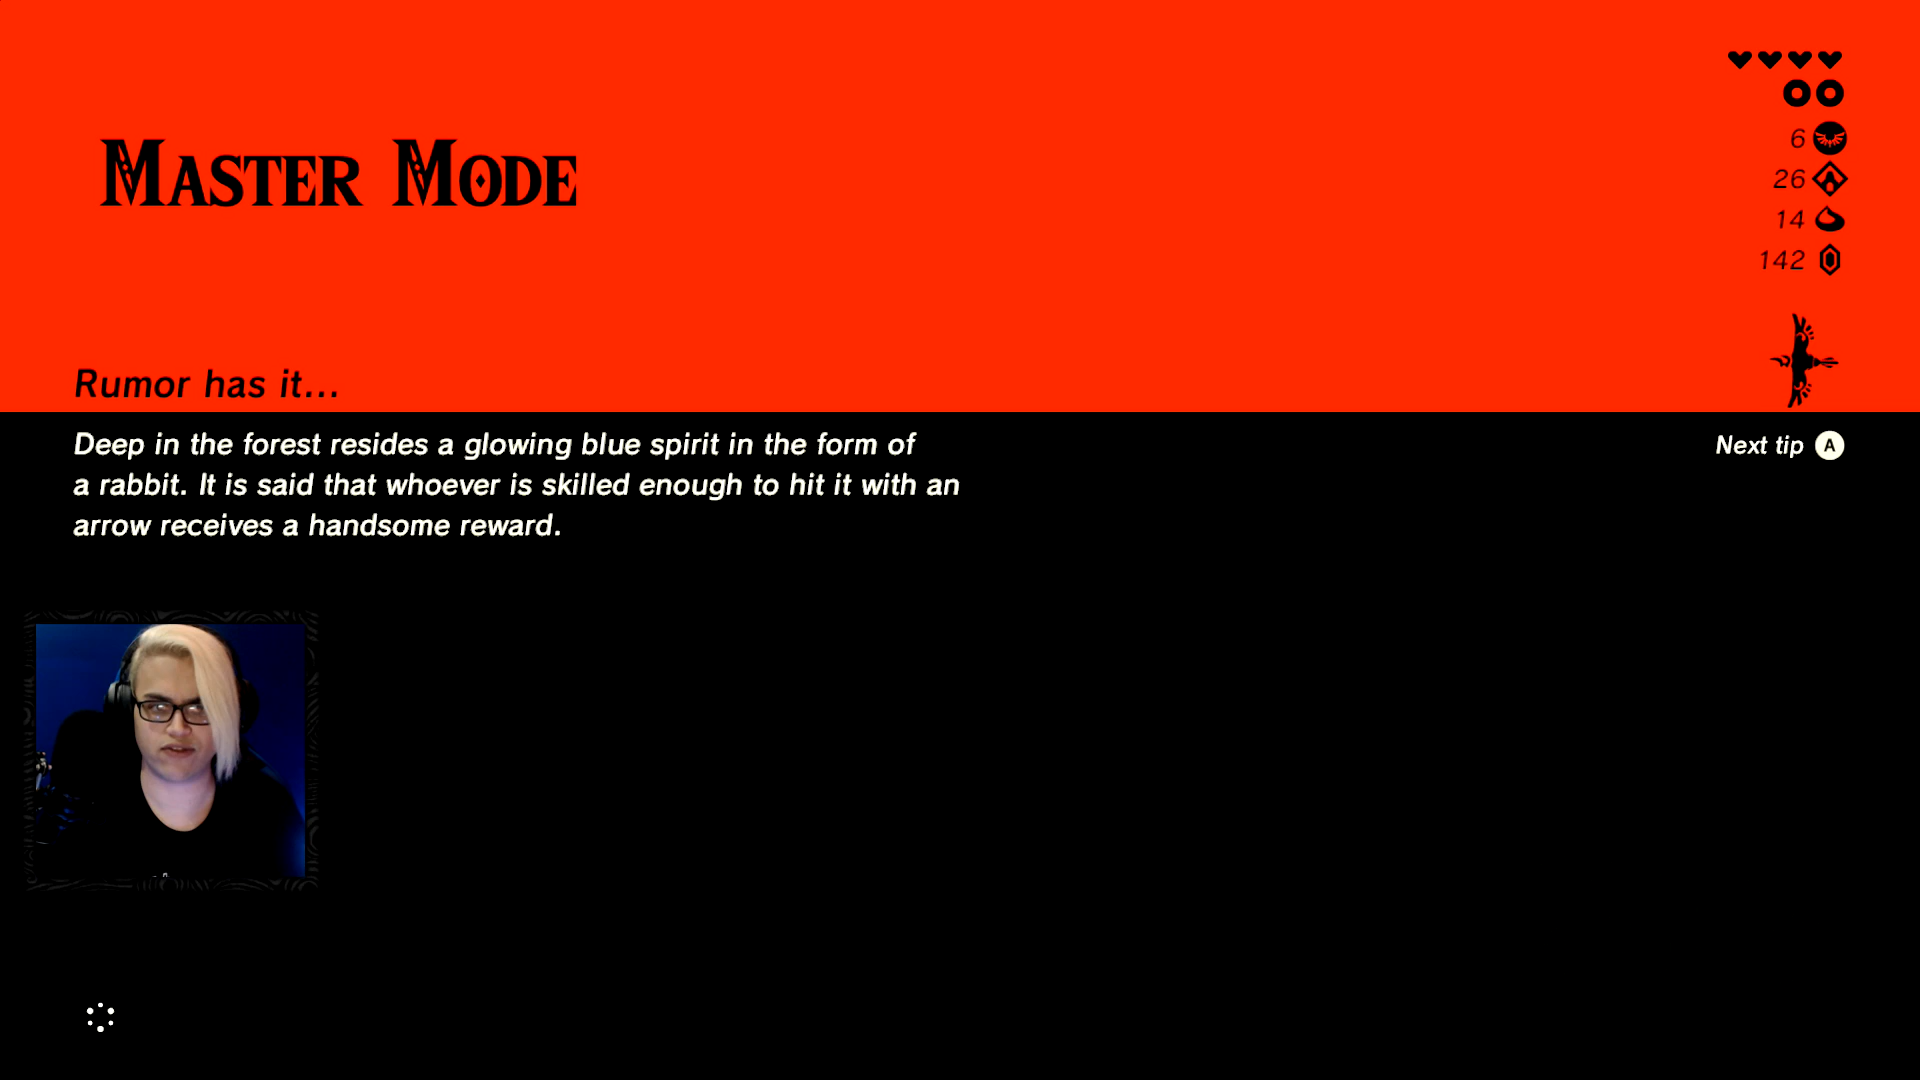 Master Mode
6
26
14
142
Rumor has it...
Deep in the forest resides a glowing blue spirit in the form of
a rabbit. It is said that whoever is skilled enough to hit it with an
arrow receives a handsome reward.
Next tip A